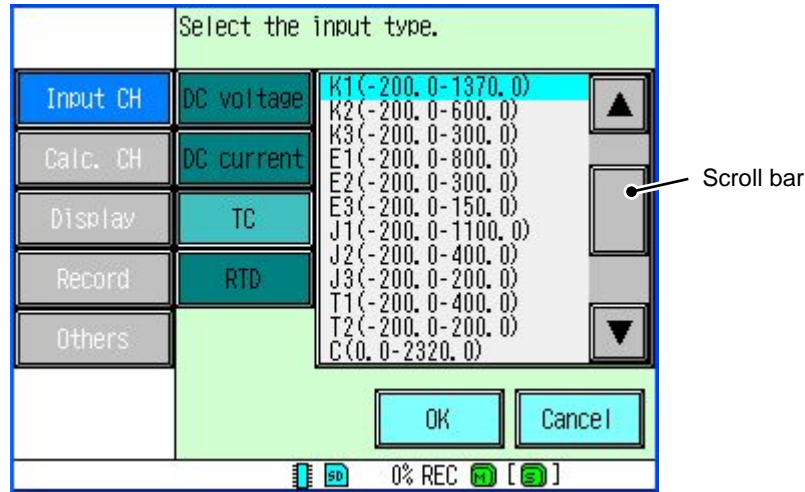 Select the input type.
Input CH
Calc. CH
Display
Record
Others
DC voltage
DC current
TC
RTD
K1(-200.0-1370.0)
K2(-200.0-600.0)
K3(-200.0-300.0)
E1(-200.0-800.0)
E2(-200.0-300.0)
E3(-200.0-150.0)
J1(-200.0-1100.0)
J2(-200.0-400.0)
J3(-200.0-200.0)
T1(-200.0-400.0)
T2(-200.0-200.0)
C(0.0-2320.0)
▲
▼
Scroll bar
OK
Cancel
SD 0% REC M [S]